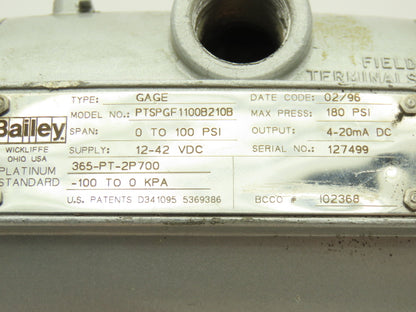 FIELD
TERMINALS
TYPE: GAGE DATE CODE: 02/96
MODEL NO.: PTSPGF1100B210B MAX PRESS: 180 PSI
Bailey SPAN: 0 TO 100 PSI OUTPUT: 4-20mA DC
WICKLIFFE OHIO USA SUPPLY: 12-42 VDC SERIAL NO.: 127499
PLATINUM STANDARD 365-PT-2P700
-100 TO 0 KPA
U.S. PATENTS D341095 5369386 BCCO # 102368